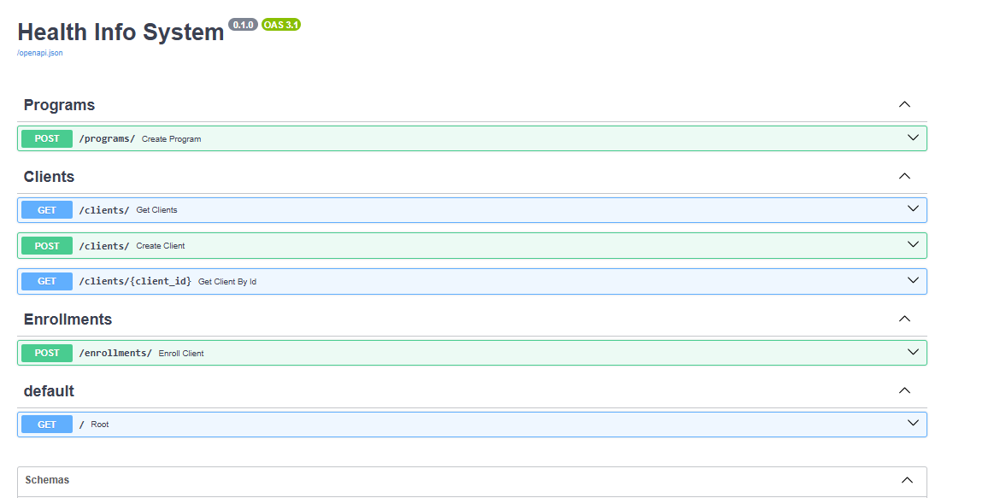 Health Info System 0.1.0 OAS 3.1
/openapi.json
Programs
POST /programs/ Create Program
Clients
GET /clients/ Get Clients
POST /clients/ Create Client
GET /clients/{client_id} Get Client By Id
Enrollments
POST /enrollments/ Enroll Client
default
GET / Root
Schemas